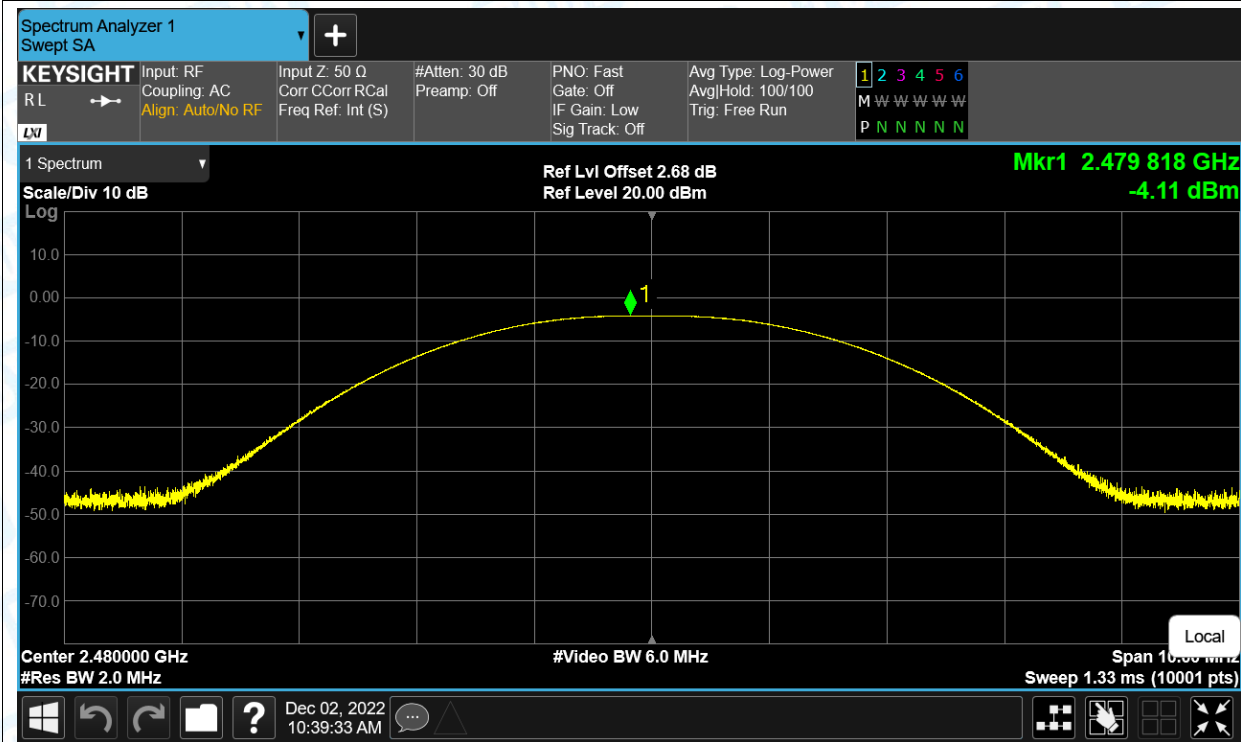 Spectrum Analyzer 1
Swept SA
+
KEYSIGHT
R L
LXI
Input: RF
Coupling: AC
Align: Auto/No RF
Input Z: 50 Ω
Corr CCorr RCal
Freq Ref: Int (S)
#Atten: 30 dB
Preamp: Off
PNO: Fast
Gate: Off
IF Gain: Low
Sig Track: Off
Avg Type: Log-Power
Avg|Hold: 100/100
Trig: Free Run
1 2 3 4 5 6
M W W W W W
P N N N N N
1 Spectrum
Scale/Div 10 dB
Ref Lvl Offset 2.68 dB
Ref Level 20.00 dBm
Mkr1 2.479 818 GHz
-4.11 dBm
Log
10.0
0.00
-10.0
-20.0
-30.0
-40.0
-50.0
-60.0
-70.0
1
Local
Center 2.480000 GHz
#Video BW 6.0 MHz
Span 10.00 MHz
#Res BW 2.0 MHz
Sweep 1.33 ms (10001 pts)
?
Dec 02, 2022
10:39:33 AM